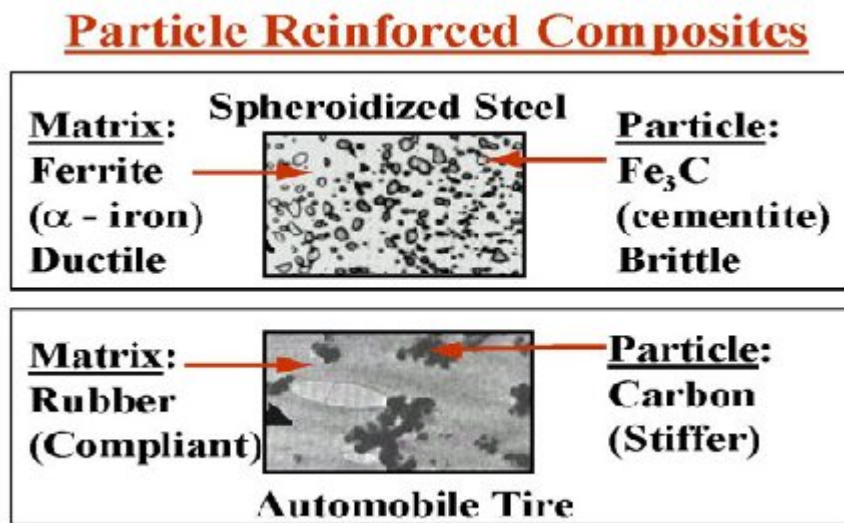 Particle Reinforced Composites
Spheroidized Steel
Matrix:
Ferrite
(α - iron)
Ductile
Particle:
Fe₃C
(cementite)
Brittle
Matrix:
Rubber
(Compliant)
Particle:
Carbon
(Stiffer)
Automobile Tire